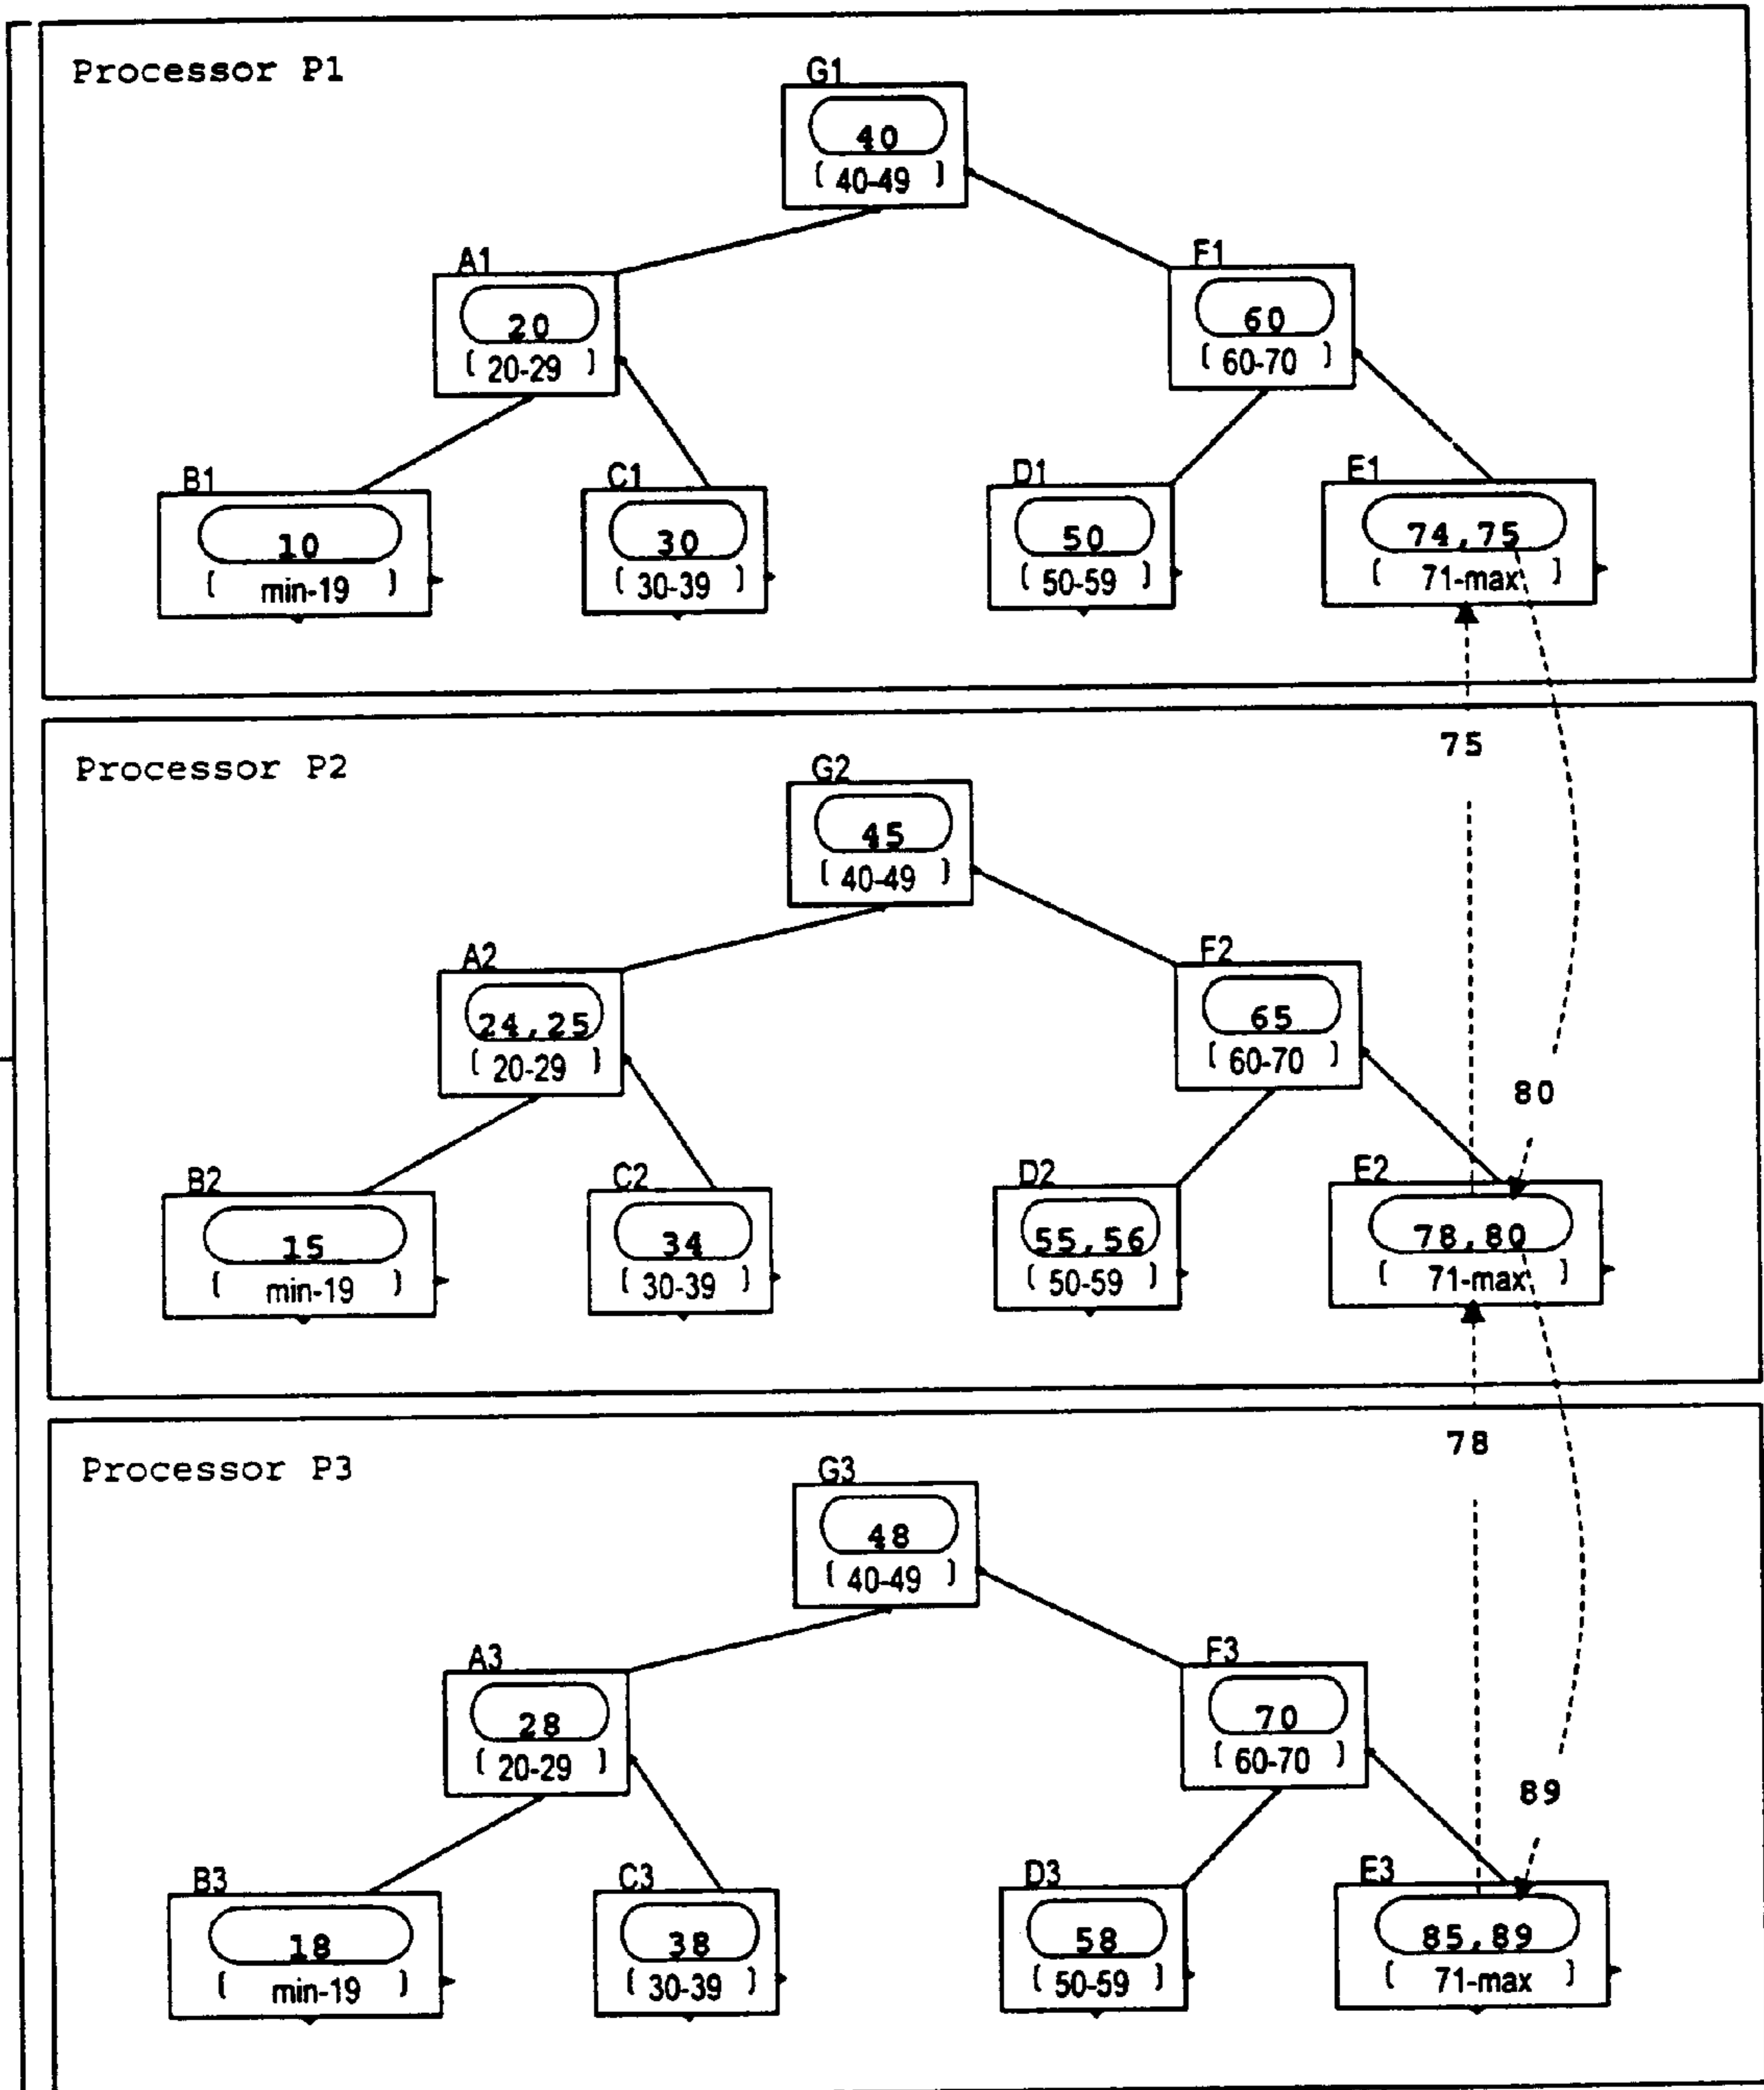 Processor P1
G1
40
[ 40-49 ]
A1
20
[ 20-29 ]
F1
60
[ 60-70 ]
B1
10
[ min-19 ]
C1
30
[ 30-39 ]
D1
50
[ 50-59 ]
E1
74,75
[ 71-max ]
75
80
Processor P2
G2
45
[ 40-49 ]
A2
24,25
[ 20-29 ]
F2
65
[ 60-70 ]
B2
15
[ min-19 ]
C2
34
[ 30-39 ]
D2
55,56
[ 50-59 ]
E2
78,80
[ 71-max ]
78
89
Processor P3
G3
48
[ 40-49 ]
A3
28
[ 20-29 ]
F3
70
[ 60-70 ]
B3
18
[ min-19 ]
C3
38
[ 30-39 ]
D3
58
[ 50-59 ]
E3
85,89
[ 71-max ]